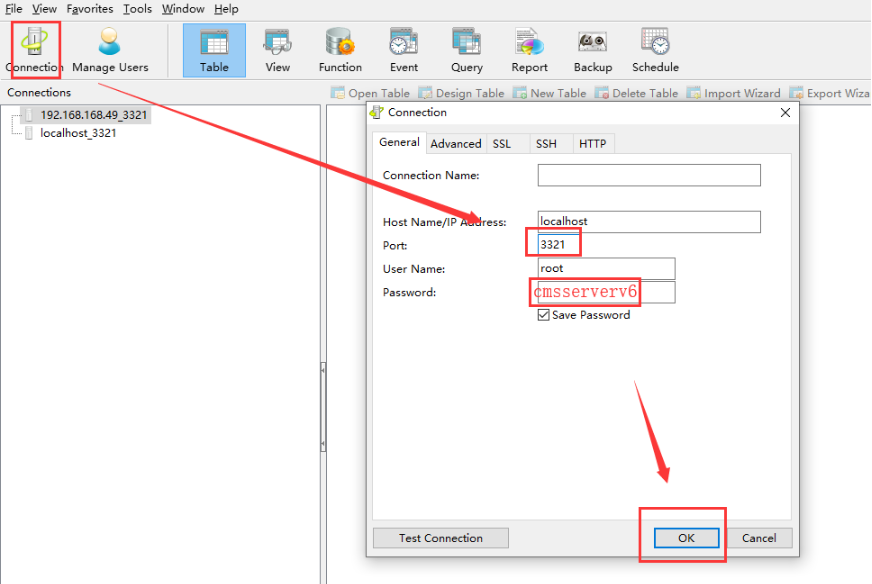 File View Favorites Tools Window Help
Connection Manage Users Table View Function Event Query Report Backup Schedule
Connections
Open Table Design Table New Table Delete Table Import Wizard Export Wiza
192.168.168.49_3321
localhost_3321
Connection
General Advanced SSL SSH HTTP
Connection Name:
Host Name/IP Address: localhost
Port: 3321
User Name: root
Password: cmsserverv6
Save Password
Test Connection OK Cancel